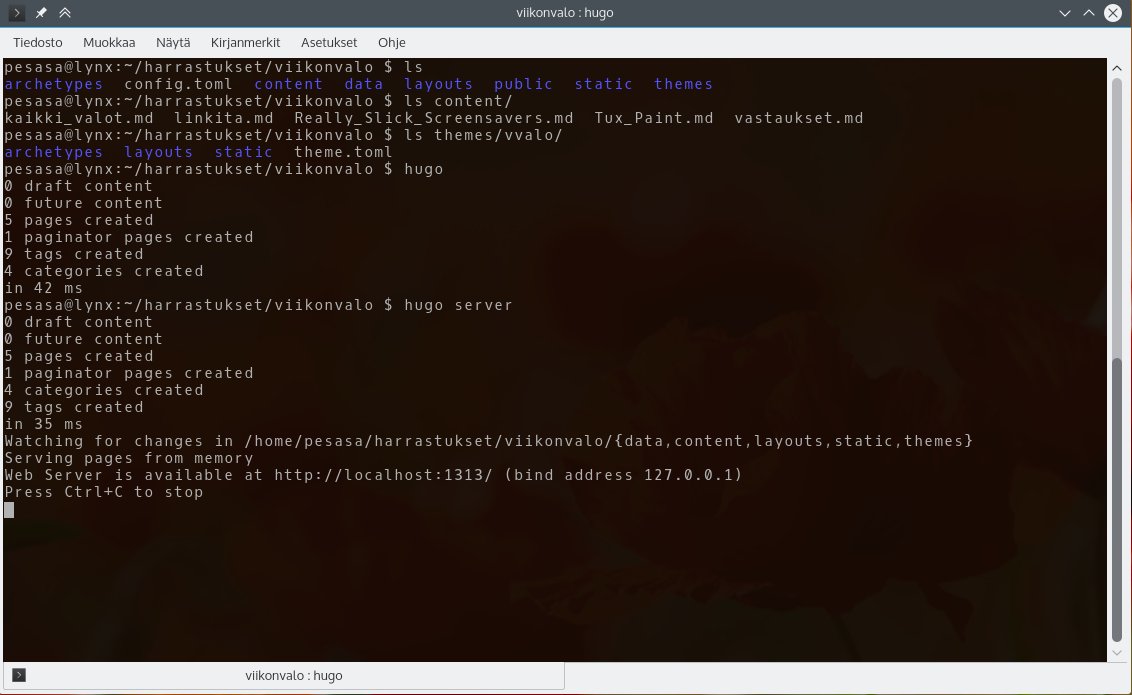 viikonvalo : hugo
Tiedosto Muokkaa Näytä Kirjanmerkit Asetukset Ohje
pesasa@lynx:~/harrastukset/viikonvalo $ ls
archetypes config.toml content data layouts public static themes
pesasa@lynx:~/harrastukset/viikonvalo $ ls content/
kaikki_valot.md linkita.md Really_Slick_Screensavers.md Tux_Paint.md vastaukset.md
pesasa@lynx:~/harrastukset/viikonvalo $ ls themes/vvalo/
archetypes layouts static theme.toml
pesasa@lynx:~/harrastukset/viikonvalo $ hugo
0 draft content
0 future content
5 pages created
1 paginator pages created
9 tags created
4 categories created
in 42 ms
pesasa@lynx:~/harrastukset/viikonvalo $ hugo server
0 draft content
0 future content
5 pages created
1 paginator pages created
4 categories created
9 tags created
in 35 ms
Watching for changes in /home/pesasa/harrastukset/viikonvalo/{data,content,layouts,static,themes}
Serving pages from memory
Web Server is available at http://localhost:1313/ (bind address 127.0.0.1)
Press Ctrl+C to stop
viikonvalo : hugo